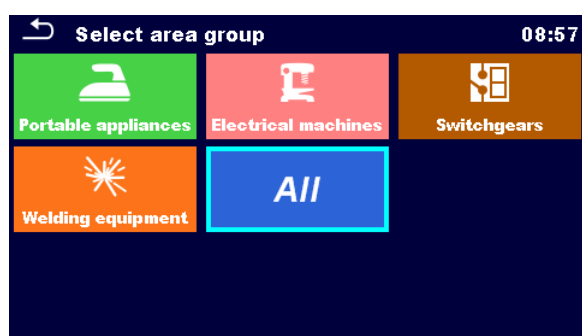 Select area group
08:57
Portable appliances
Electrical machines
Switchgears
Welding equipment
All